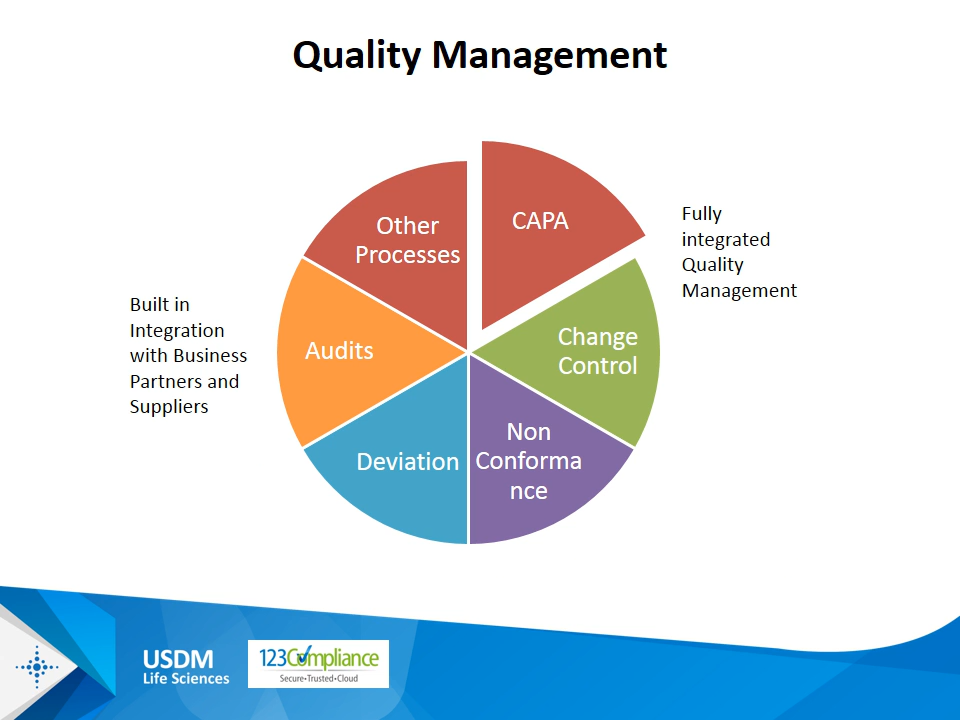 Quality Management
CAPA
Other
Processes
Fully
integrated
Quality
Management
Built in
Integration
with Business
Partners and
Suppliers
Audits
Change
Control
Deviation
Non
Conforma
nce
USDM
Life Sciences
123Compliance
Secure•Trusted•Cloud